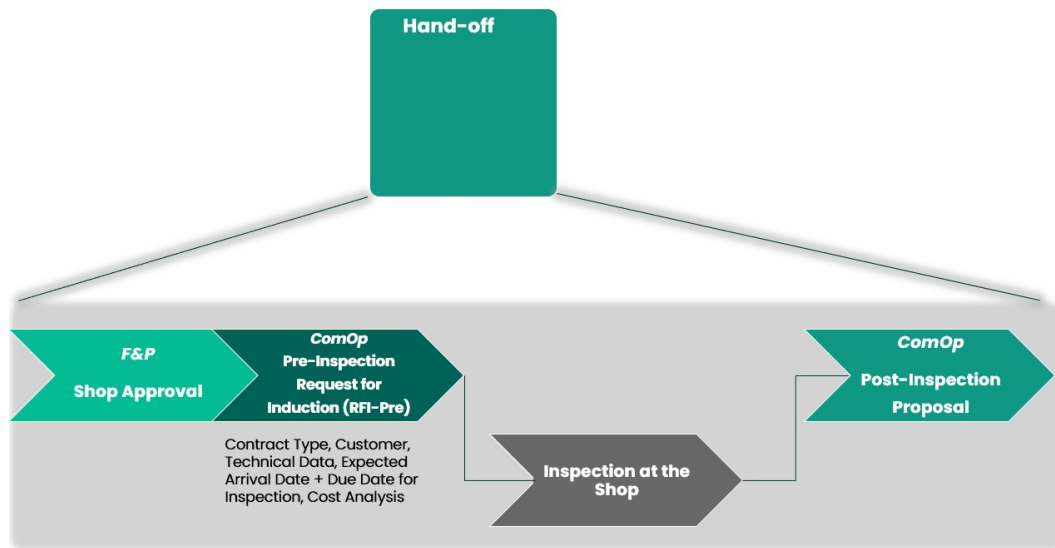 Hand-off
F&P
Shop Approval
ComOp
Pre-Inspection
Request for
Induction (RFI-Pre)
Contract Type, Customer,
Technical Data, Expected
Arrival Date + Due Date for
Inspection, Cost Analysis
Inspection at the
Shop
ComOp
Post-Inspection
Proposal